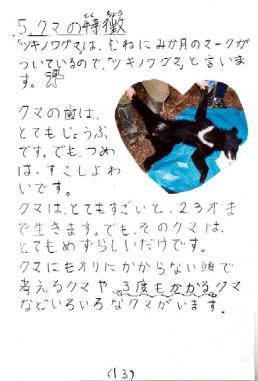 5.クマの特徴
とく ちょう
「ツキノワグマ」は、むねにみか月のマークが
ついているので、「ツキノワグマ」と言いま
す。
クマの歯は、
とてもじょうぶ
です。でも、つめ
は、すこしよわ
いです。
クマは、とてもすごいと、23才ま
で生きます。でも、そのクマは、
とてもめずらしいだけです。
クマにもオリにかからない頭で
考えるクマや、3度もかかるクマ
などいろいろなクマがいます。
(13)